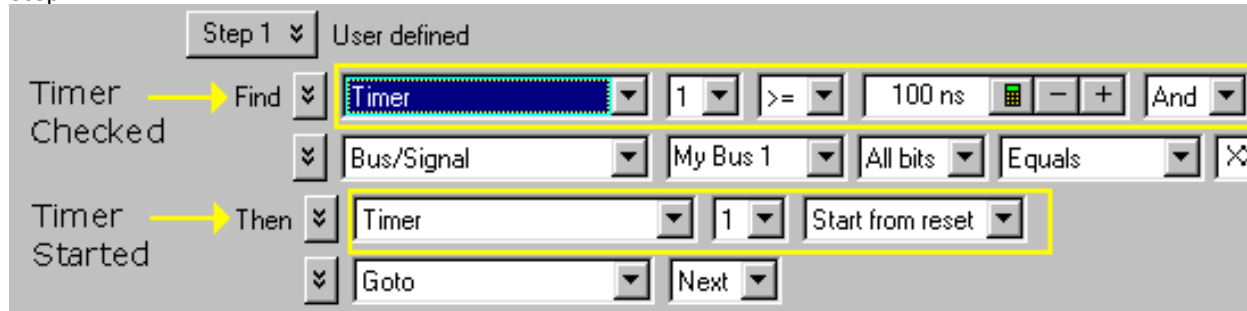 Step 1 User defined
Timer Checked Find Timer 1 >= 100 ns - + And
Bus/Signal My Bus 1 All bits Equals
Timer Started Then Timer 1 Start from reset
Goto Next